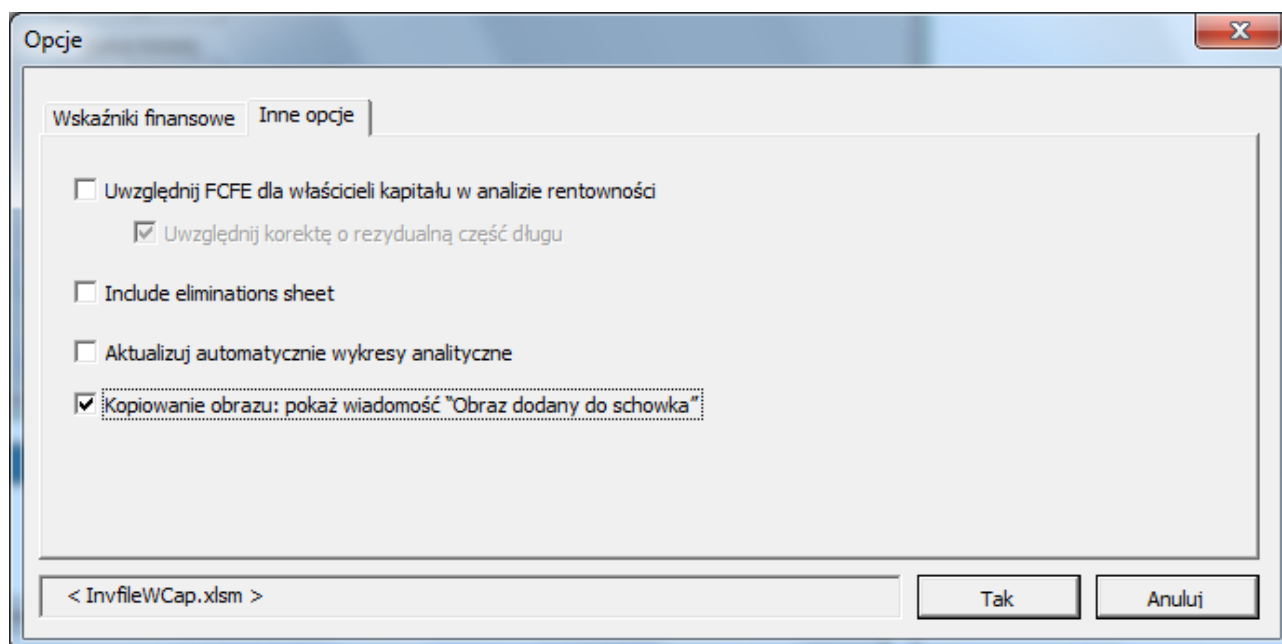 Opcje
Wskaźniki finansowe
Inne opcje
Uwzględnij FCFE dla właścicieli kapitału w analizie rentowności
Uwzględnij korektę o rezydualną część długu
Include eliminations sheet
Aktualizuj automatycznie wykresy analityczne
Kopiowanie obrazu: pokaż wiadomość “Obraz dodany do schowka”
< InvfileWCap.xlsm >
Tak
Anuluj